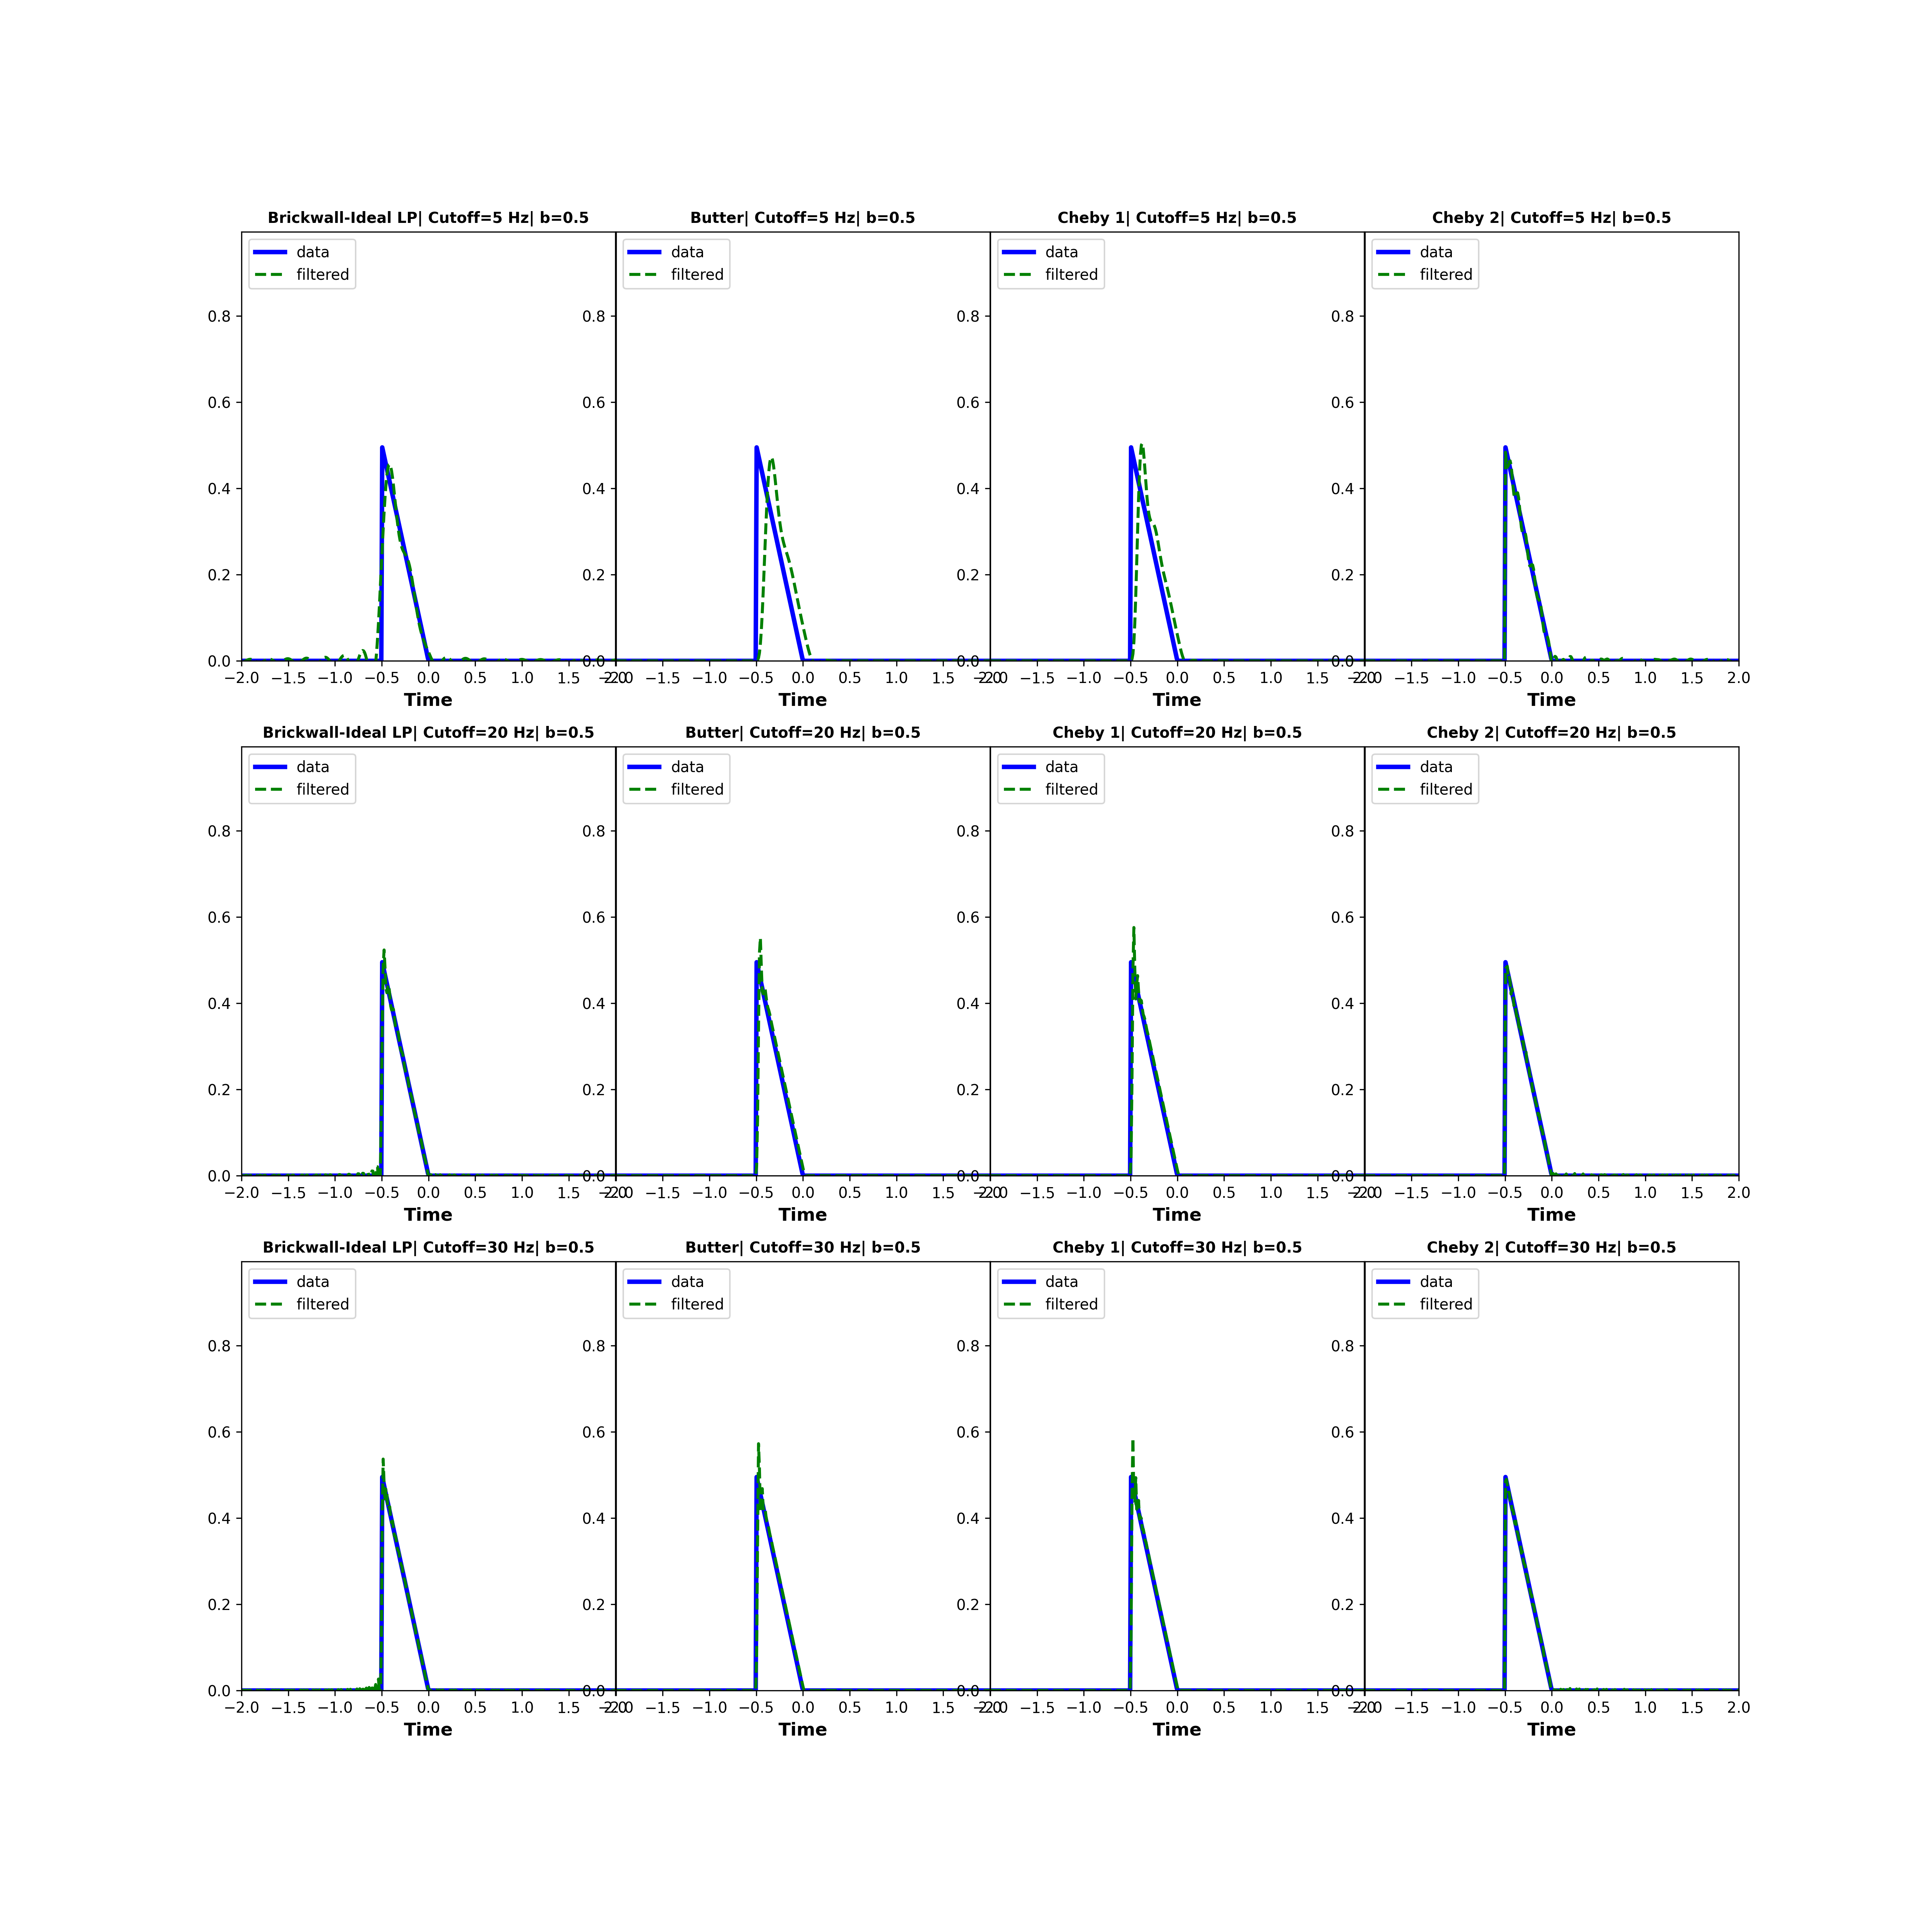 Brickwall-Ideal LP| Cutoff=5 Hz| b=0.5
data
filtered
0.8
0.6
0.4
0.2
0.0
−2.0 −1.5 −1.0 −0.5 0.0 0.5 1.0 1.5 2.0
Time
Butter| Cutoff=5 Hz| b=0.5
data
filtered
0.8
0.6
0.4
0.2
0.0
−2.0 −1.5 −1.0 −0.5 0.0 0.5 1.0 1.5 2.0
Time
Cheby 1| Cutoff=5 Hz| b=0.5
data
filtered
0.8
0.6
0.4
0.2
0.0
−2.0 −1.5 −1.0 −0.5 0.0 0.5 1.0 1.5 2.0
Time
Cheby 2| Cutoff=5 Hz| b=0.5
data
filtered
0.8
0.6
0.4
0.2
0.0
−2.0 −1.5 −1.0 −0.5 0.0 0.5 1.0 1.5 2.0
Time
Brickwall-Ideal LP| Cutoff=20 Hz| b=0.5
data
filtered
0.8
0.6
0.4
0.2
0.0
−2.0 −1.5 −1.0 −0.5 0.0 0.5 1.0 1.5 2.0
Time
Butter| Cutoff=20 Hz| b=0.5
data
filtered
0.8
0.6
0.4
0.2
0.0
−2.0 −1.5 −1.0 −0.5 0.0 0.5 1.0 1.5 2.0
Time
Cheby 1| Cutoff=20 Hz| b=0.5
data
filtered
0.8
0.6
0.4
0.2
0.0
−2.0 −1.5 −1.0 −0.5 0.0 0.5 1.0 1.5 2.0
Time
Cheby 2| Cutoff=20 Hz| b=0.5
data
filtered
0.8
0.6
0.4
0.2
0.0
−2.0 −1.5 −1.0 −0.5 0.0 0.5 1.0 1.5 2.0
Time
Brickwall-Ideal LP| Cutoff=30 Hz| b=0.5
data
filtered
0.8
0.6
0.4
0.2
0.0
−2.0 −1.5 −1.0 −0.5 0.0 0.5 1.0 1.5 2.0
Time
Butter| Cutoff=30 Hz| b=0.5
data
filtered
0.8
0.6
0.4
0.2
0.0
−2.0 −1.5 −1.0 −0.5 0.0 0.5 1.0 1.5 2.0
Time
Cheby 1| Cutoff=30 Hz| b=0.5
data
filtered
0.8
0.6
0.4
0.2
0.0
−2.0 −1.5 −1.0 −0.5 0.0 0.5 1.0 1.5 2.0
Time
Cheby 2| Cutoff=30 Hz| b=0.5
data
filtered
0.8
0.6
0.4
0.2
0.0
−2.0 −1.5 −1.0 −0.5 0.0 0.5 1.0 1.5 2.0
Time